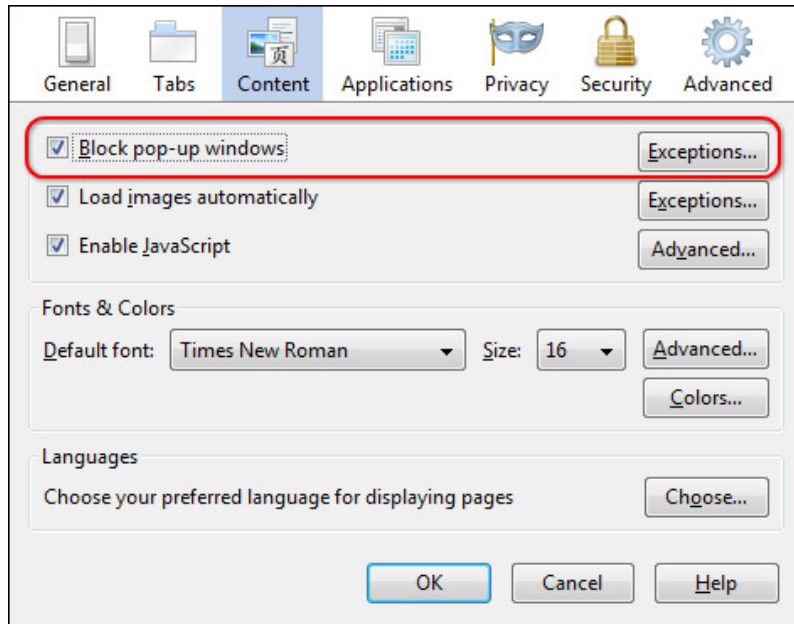 页
General Tabs Content Applications Privacy Security Advanced
Block pop-up windows Exceptions...
Load images automatically Exceptions...
Enable JavaScript Advanced...
Fonts & Colors
Default font: Times New Roman Size: 16 Advanced...
Colors...
Languages
Choose your preferred language for displaying pages Choose...
OK Cancel Help